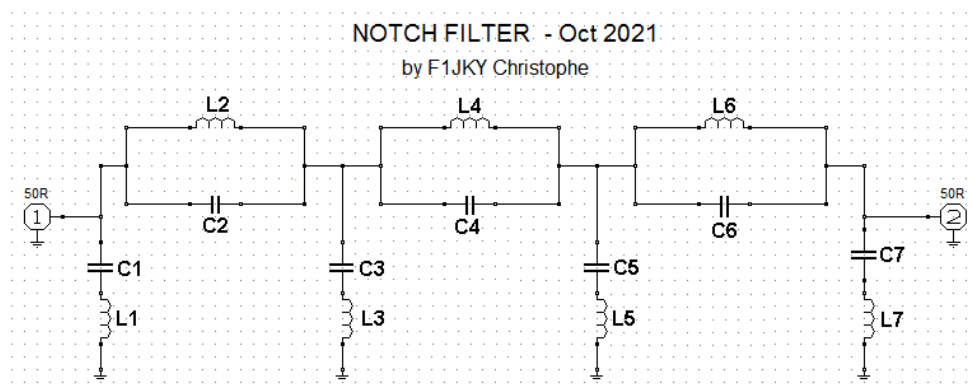 NOTCH FILTER - Oct 2021
by F1JKY Christophe
L2 L4 L6
50R 50R
1 2
C2 C4 C6
C1 C3 C5 C7
L1 L3 L5 L7